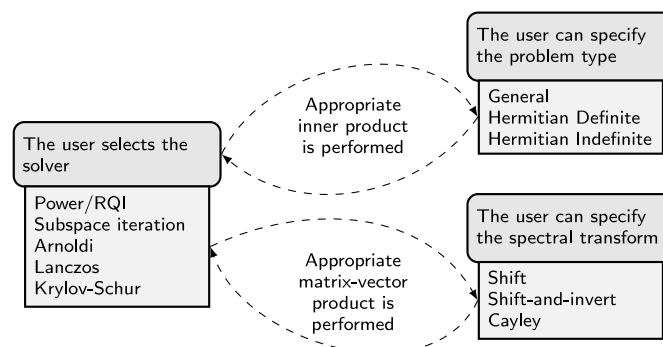 The user can specify
the problem type
General
Hermitian Definite
Hermitian Indefinite
Appropriate
inner product
is performed
The user selects the
solver
Power/RQI
Subspace iteration
Arnoldi
Lanczos
Krylov-Schur
The user can specify
the spectral transform
Shift
Shift-and-invert
Cayley
Appropriate
matrix-vector
product is
performed